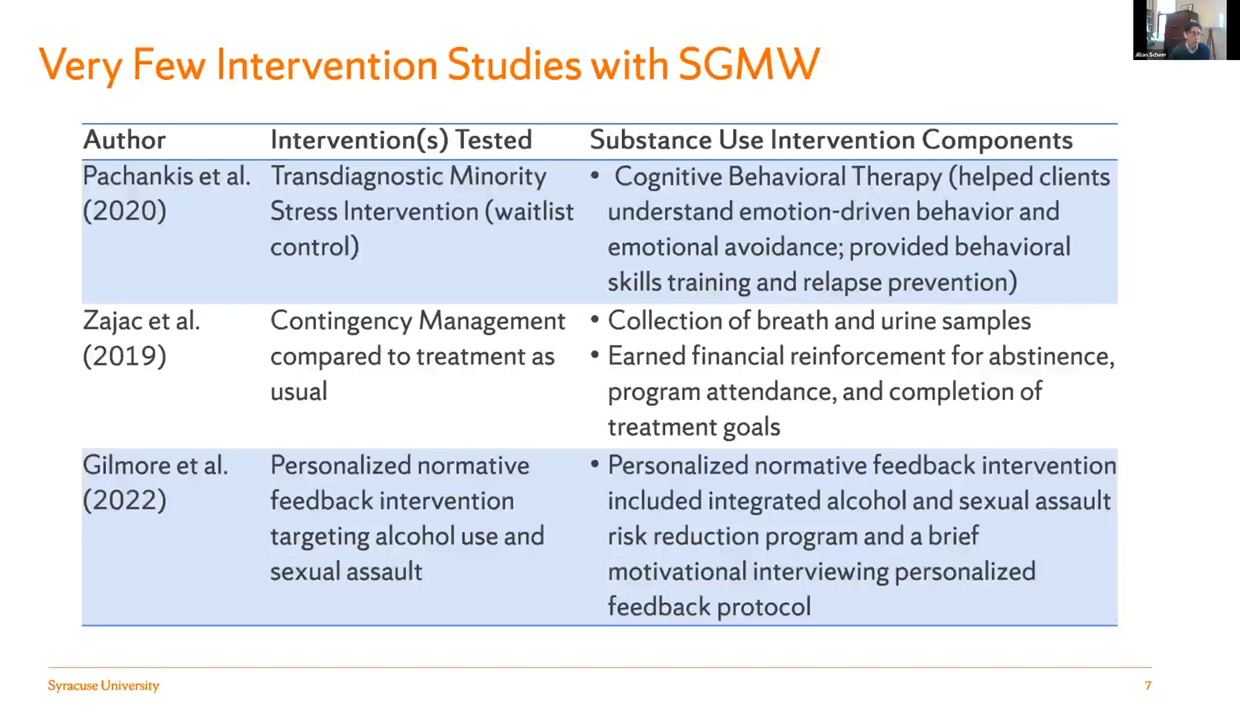 Very Few Intervention Studies with SGMW
Author
Intervention(s) Tested
Substance Use Intervention Components
Pachankis et al.
(2020)
Transdiagnostic Minority
Stress Intervention (waitlist
control)
• Cognitive Behavioral Therapy (helped clients
understand emotion-driven behavior and
emotional avoidance; provided behavioral
skills training and relapse prevention)
Zajac et al.
(2019)
Contingency Management
compared to treatment as
usual
• Collection of breath and urine samples
• Earned financial reinforcement for abstinence,
program attendance, and completion of
treatment goals
Gilmore et al.
(2022)
Personalized normative
feedback intervention
targeting alcohol use and
sexual assault
• Personalized normative feedback intervention
included integrated alcohol and sexual assault
risk reduction program and a brief
motivational interviewing personalized
feedback protocol
Syracuse University
7